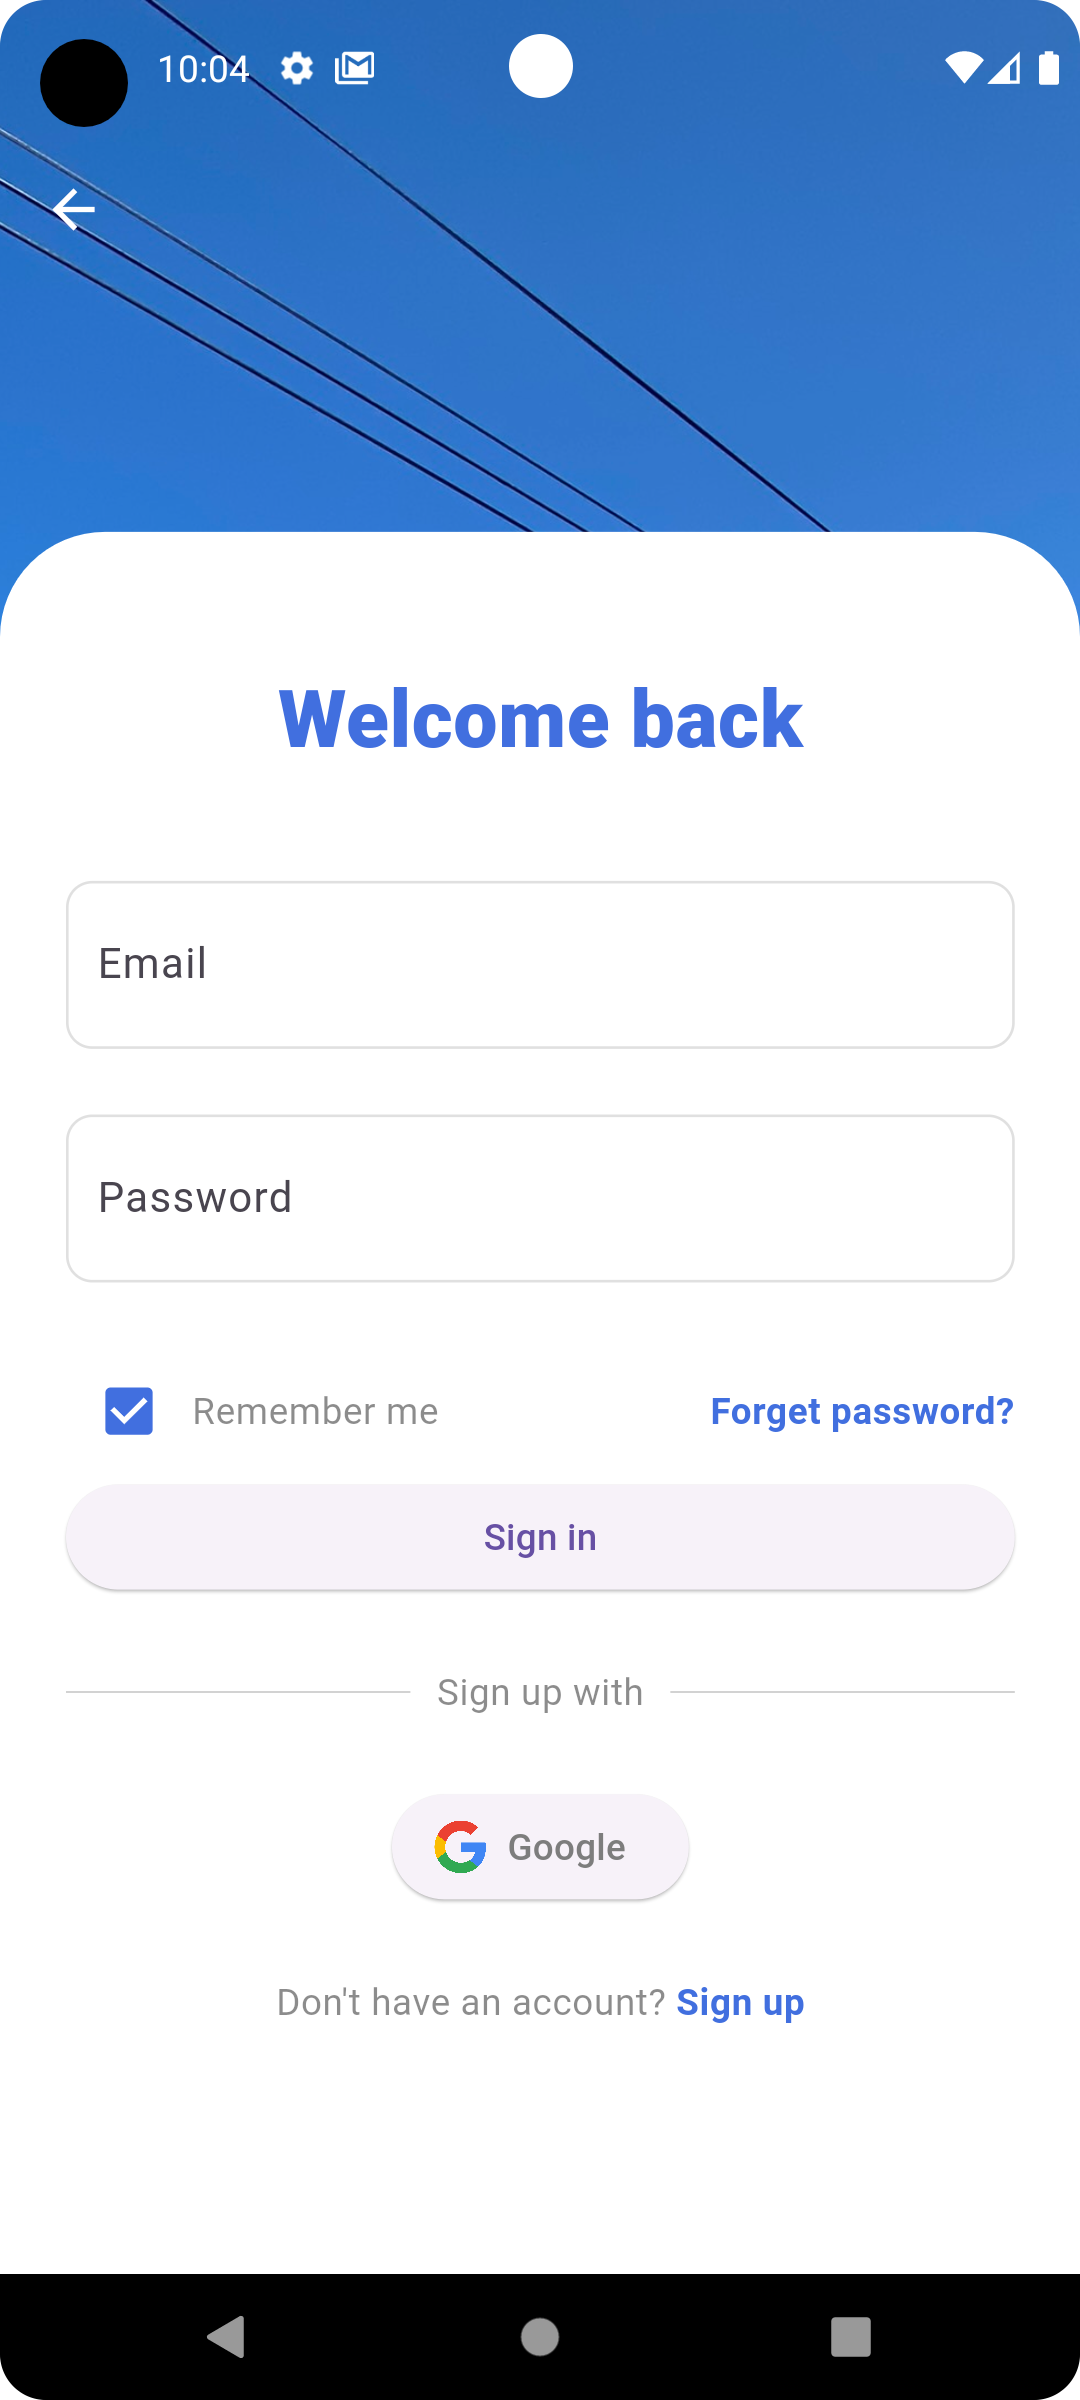 10:04
Welcome back
Email
Password
Remember me Forget password?
Sign in
Sign up with
Google
Don't have an account? Sign up